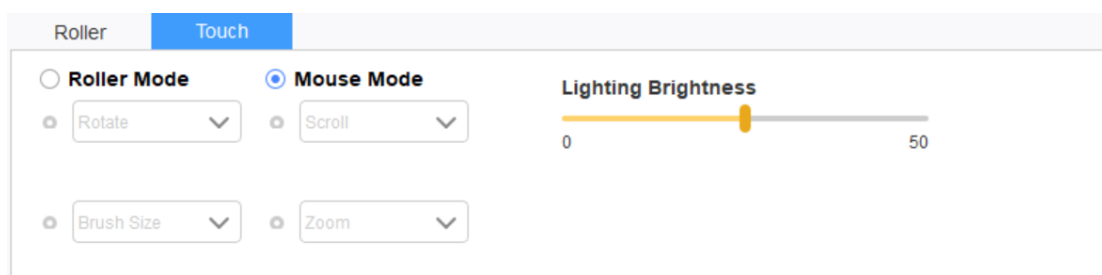 Roller Touch
Roller Mode Mouse Mode
Lighting Brightness
Rotate Scroll
0 50
Brush Size Zoom